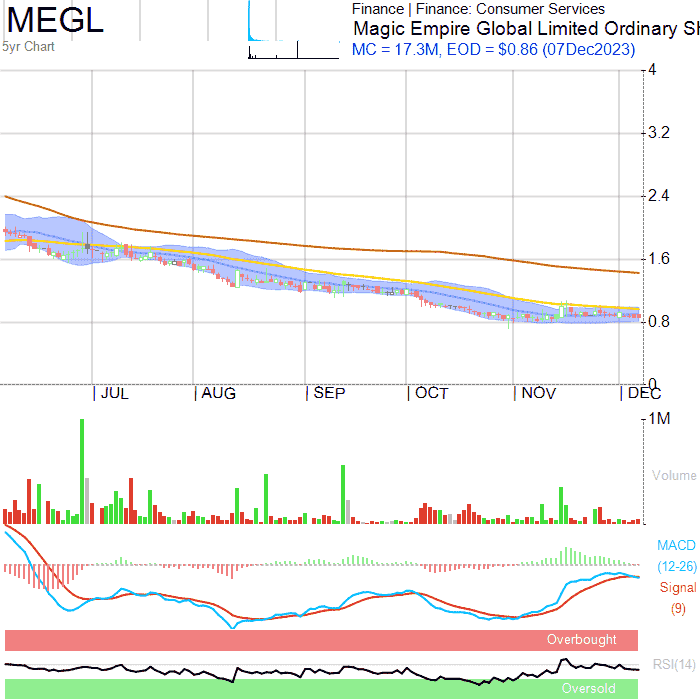 MEGL
5yr Chart
Finance | Finance: Consumer Services
Magic Empire Global Limited Ordinary Sh
MC = 17.3M, EOD = $0.86 (07Dec2023)
4
3.2
2.4
1.6
0.8
0
JUL AUG SEP OCT NOV DEC
1M
Volume
MACD
(12-26)
Signal
(9)
Overbought
RSI(14)
Oversold